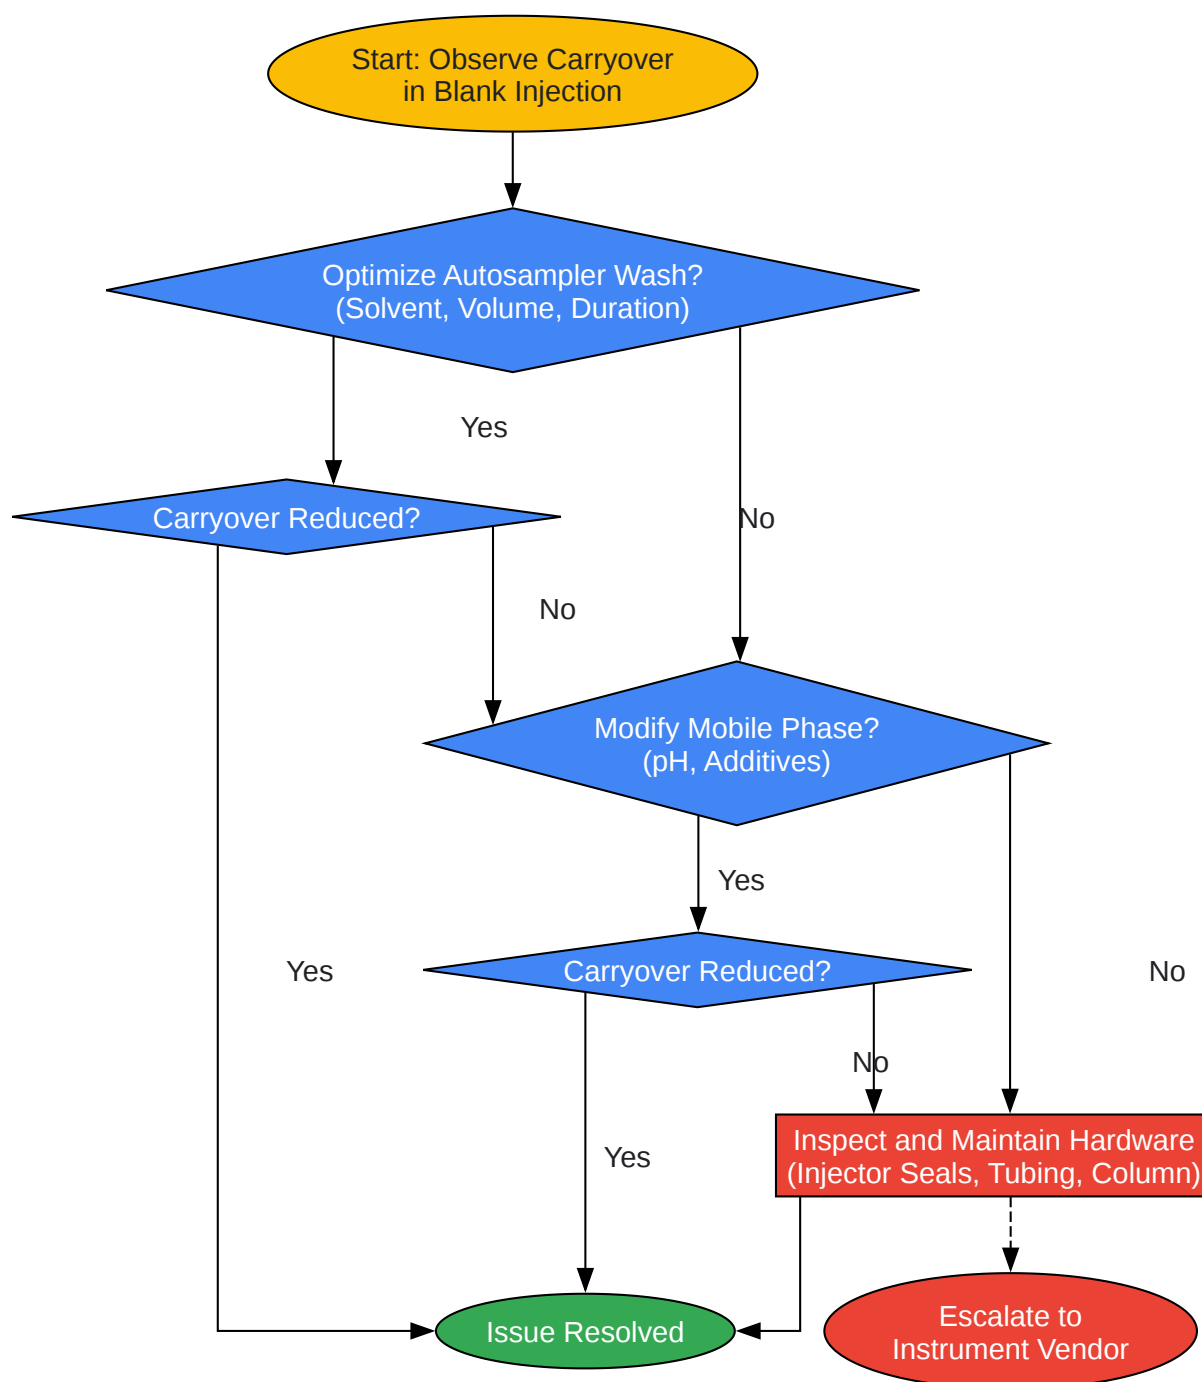 Start: Observe Carryover
in Blank Injection
Optimize Autosampler Wash?
(Solvent, Volume, Duration)
Yes
No
Carryover Reduced?
No
Modify Mobile Phase?
(pH, Additives)
Yes
Carryover Reduced?
Yes
No
No
Yes
Inspect and Maintain Hardware
(Injector Seals, Tubing, Column)
Issue Resolved
Escalate to
Instrument Vendor